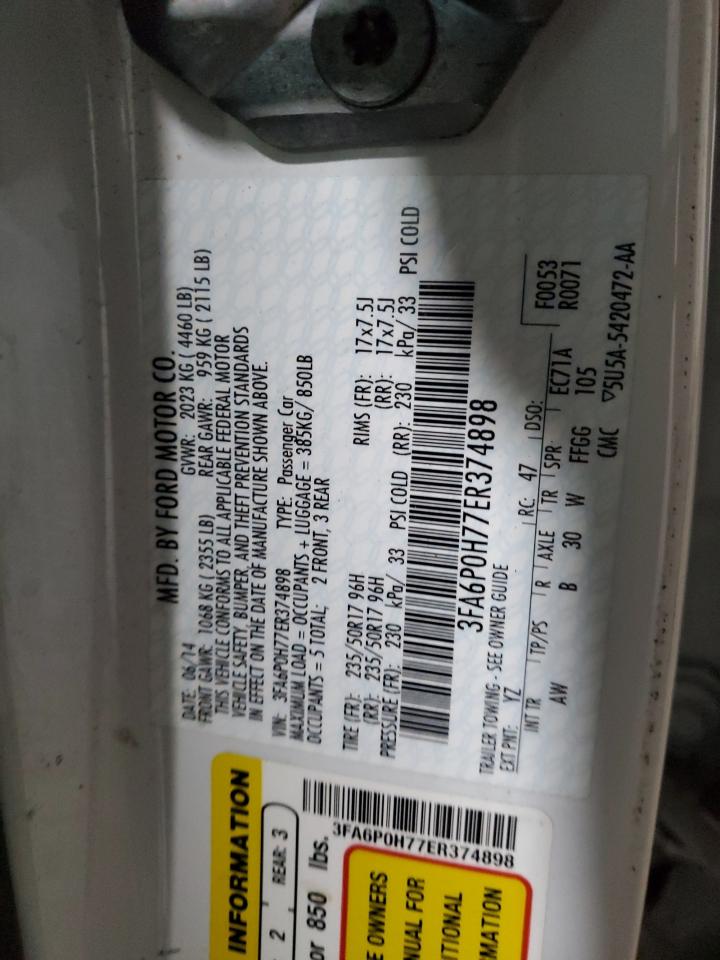 MFD. BY FORD MOTOR CO.
DATE: 06/14 GVWR: 2023 KG ( 4460 LB)
FRONT GAWR: 1068 KG ( 2355 LB) REAR GAWR: 959 KG ( 2115 LB)
THIS VEHICLE CONFORMS TO ALL APPLICABLE FEDERAL MOTOR
VEHICLE SAFETY, BUMPER, AND THEFT PREVENTION STANDARDS
IN EFFECT ON THE DATE OF MANUFACTURE SHOWN ABOVE.
VIN: 3FA6P0H77ER374898 TYPE: Passenger Car
MAXIMUM LOAD = OCCUPANTS + LUGGAGE = 385KG/ 850LB
OCCUPANTS = 5 TOTAL; 2 FRONT, 3 REAR
TIRE (FR): 235/50R17 96H RIMS (FR): 17x7.5J
(RR): 235/50R17 96H (RR): 17x7.5J
PRESSURE (FR): 230 kPa/ 33 PSI COLD (RR): 230 kPa/ 33 PSI COLD
3FA6P0H77ER374898
TRAILER TOWING - SEE OWNER GUIDE
EXT PNT: YZ RC: 47 DSO: F0053
INT TR TP/PS R AXLE TR SPR: EC71A R0071
AW B 30 W FFGG 105
CMC ▽5U5A-5420472-AA
INFORMATION
2 REAR: 3
or 850 lbs.
3FA6P0H77ER374898
E OWNERS
NUAL FOR
ITIONAL
MATION